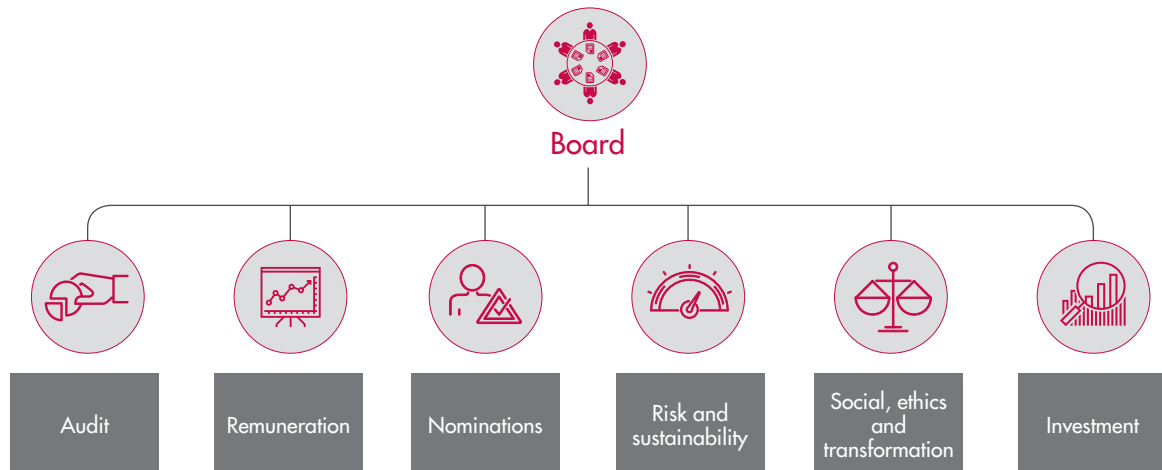 Board
Audit
Remuneration
Nominations
Risk and
sustainability
Social, ethics
and
transformation
Investment